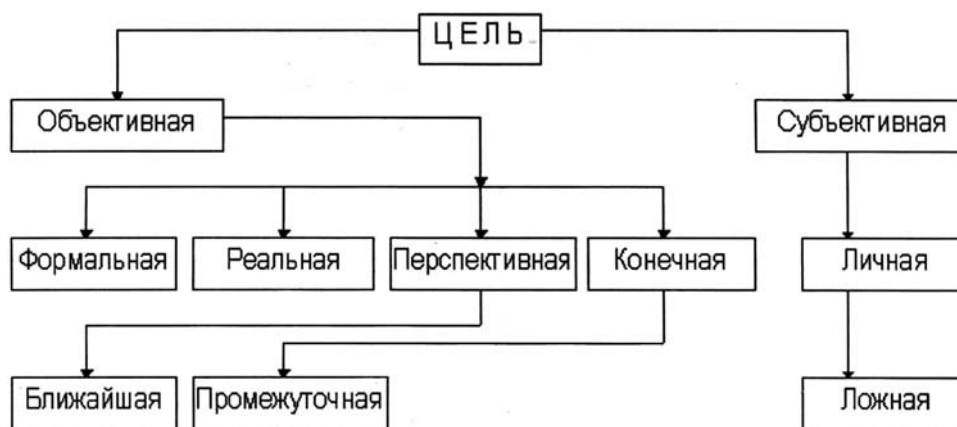 ЦЕЛЬ
Объективная
Субъективная
Формальная
Реальная
Перспективная
Конечная
Личная
Ближайшая
Промежуточная
Ложная